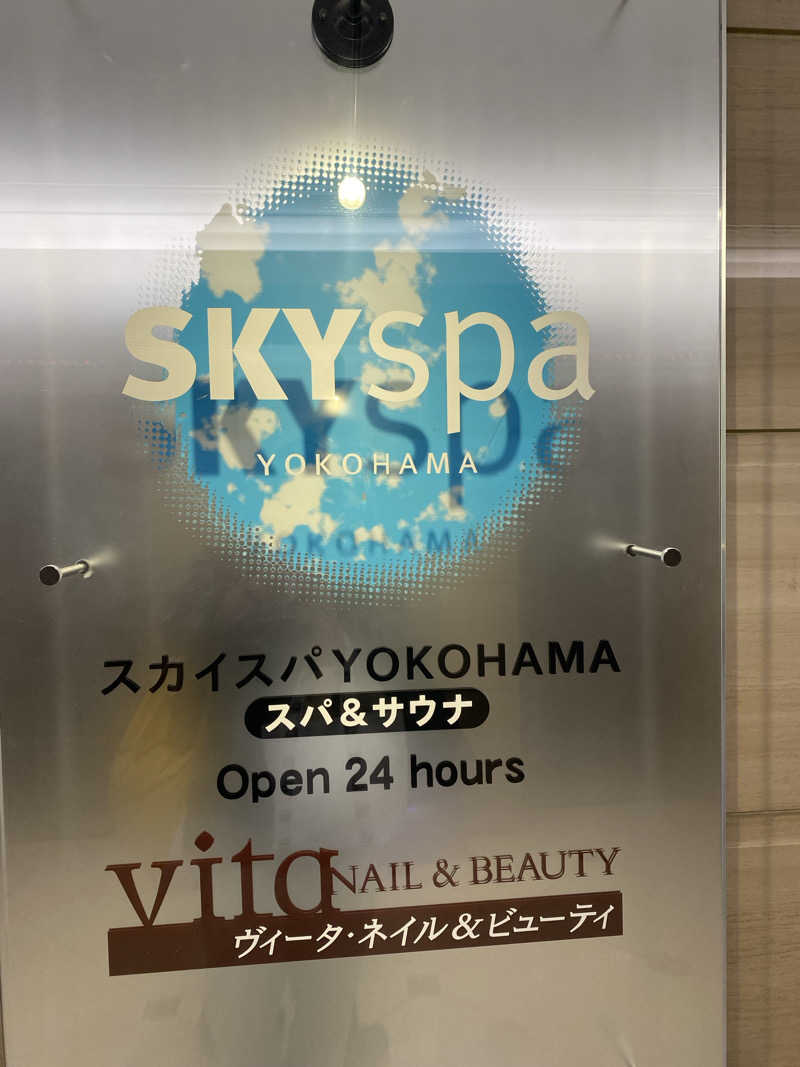 SKYspa
YOKOHAMA
スカイスパYOKOHAMA
スパ&サウナ
Open 24 hours
vita NAIL & BEAUTY
ヴィータ・ネイル&ビューティ